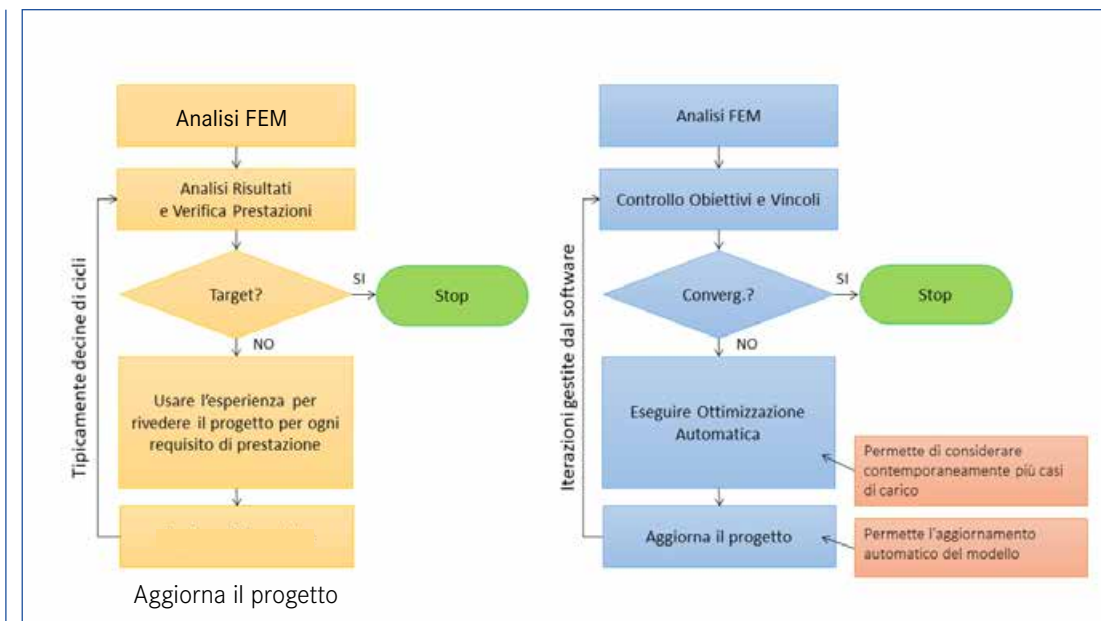 Analisi FEM
Analisi Risultati
e Verifica Prestazioni
Target?
SI
Stop
NO
Usare l'esperienza per
rivedere il progetto per ogni
requisito di prestazione
Aggiorna il progetto
Tipicamente decine di cicli
Analisi FEM
Controllo Obiettivi e Vincoli
Converg.?
SI
Stop
NO
Eseguire Ottimizzazione
Automatica
Aggiorna il progetto
Iterazioni gestite dal software
Permette di considerare
contemporaneamente più casi
di carico
Permette l'aggiornamento
automatico del modello